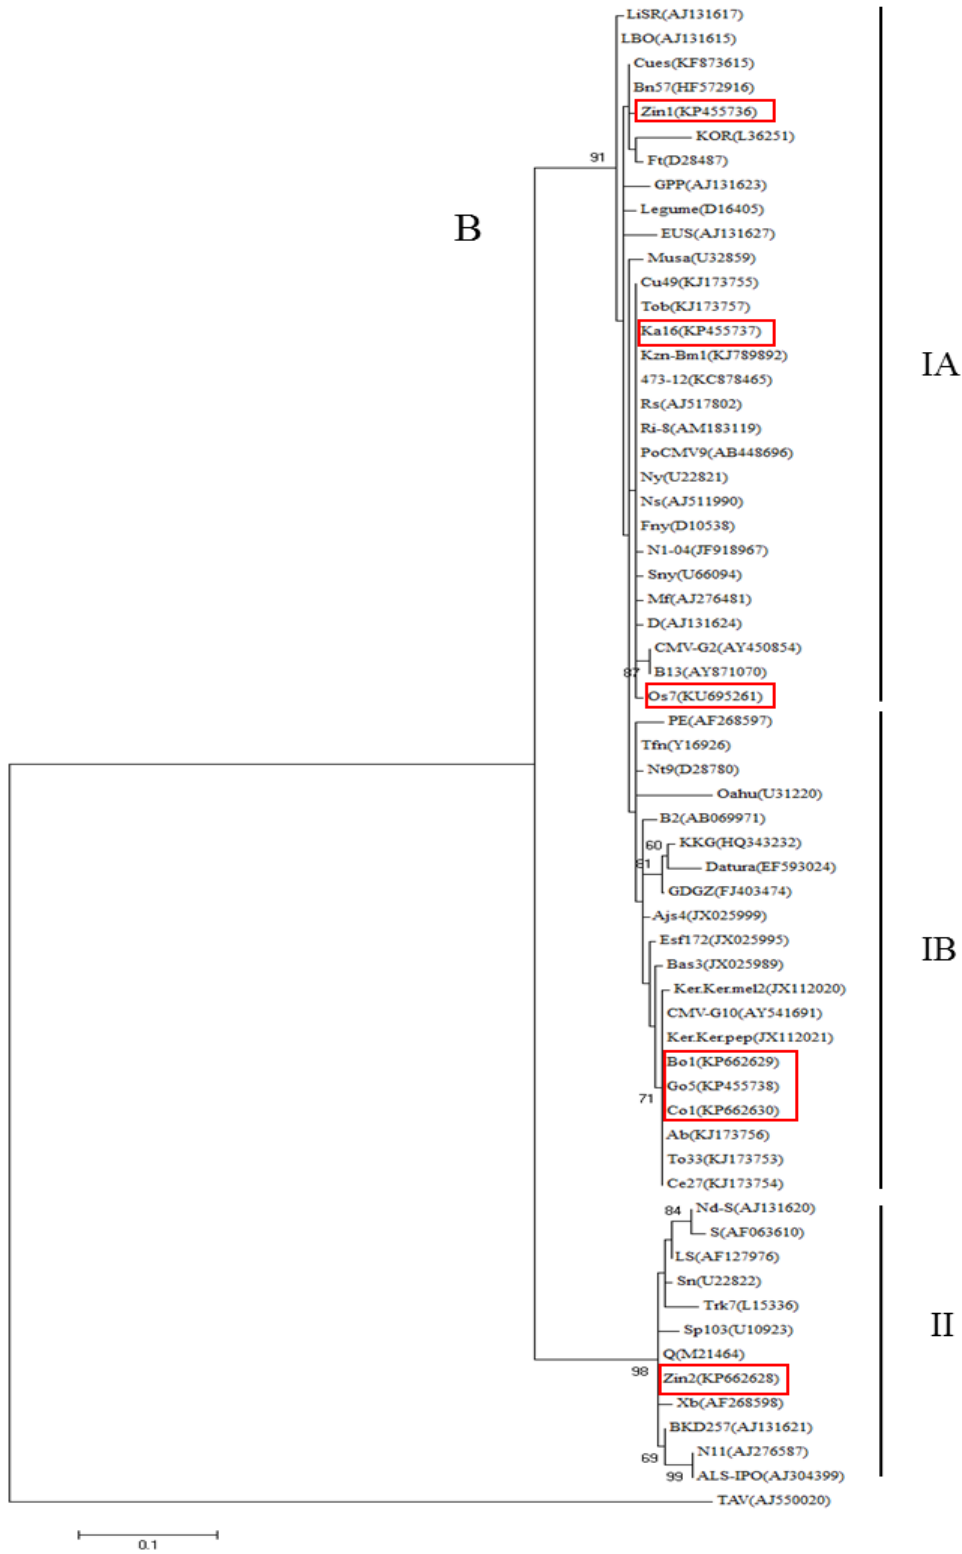 LiSR(AJ131617)
LBO(AJ131615)
Cues(KF873615)
Bn57(HF572916)
Zin1(KP455736)
KOR(L36251)
91
Ft(D28487)
GPP(AJ131623)
Legume(D16405)
B
EUS(AJ131627)
Musa(U32859)
Cu49(KJ173755)
Tob(KJ173757)
Ka16(KP455737)
Kzn-Bm1(KJ789892)
IA
473-12(KC878465)
Rs(AJ517802)
Ri-8(AM183119)
PoCMV9(AB448696)
Ny(U22821)
Ns(AJ511990)
Fny(D10538)
N1-04(JF918967)
Sny(U66094)
Mf(AJ276481)
D(AJ131624)
CMV-G2(AY450854)
87
B13(AY871070)
Os7(KU695261)
PE(AF268597)
Tfn(Y16926)
Nt9(D28780)
Oahu(U31220)
B2(AB069971)
60
KKG(HQ343232)
81
Datura(EF593024)
GDGZ(FJ403474)
Ajs4(JX025999)
Esf172(JX025995)
IB
Bas3(JX025989)
Ker.Ker.mel2(JX112020)
CMV-G10(AY541691)
Ker.Ker.pep(JX112021)
Bo1(KP662629)
Go5(KP455738)
71
Co1(KP662630)
Ab(KJ173756)
To33(KJ173753)
Ce27(KJ173754)
84
Nd-S(AJ131620)
S(AF063610)
LS(AF127976)
Sn(U22822)
Trk7(L15336)
II
Sp103(U10923)
Q(M21464)
98
Zin2(KP662628)
Xb(AF268598)
BKD257(AJ131621)
69
N11(AJ276587)
99
ALS-IPO(AJ304399)
TAV(AJ550020)
0.1